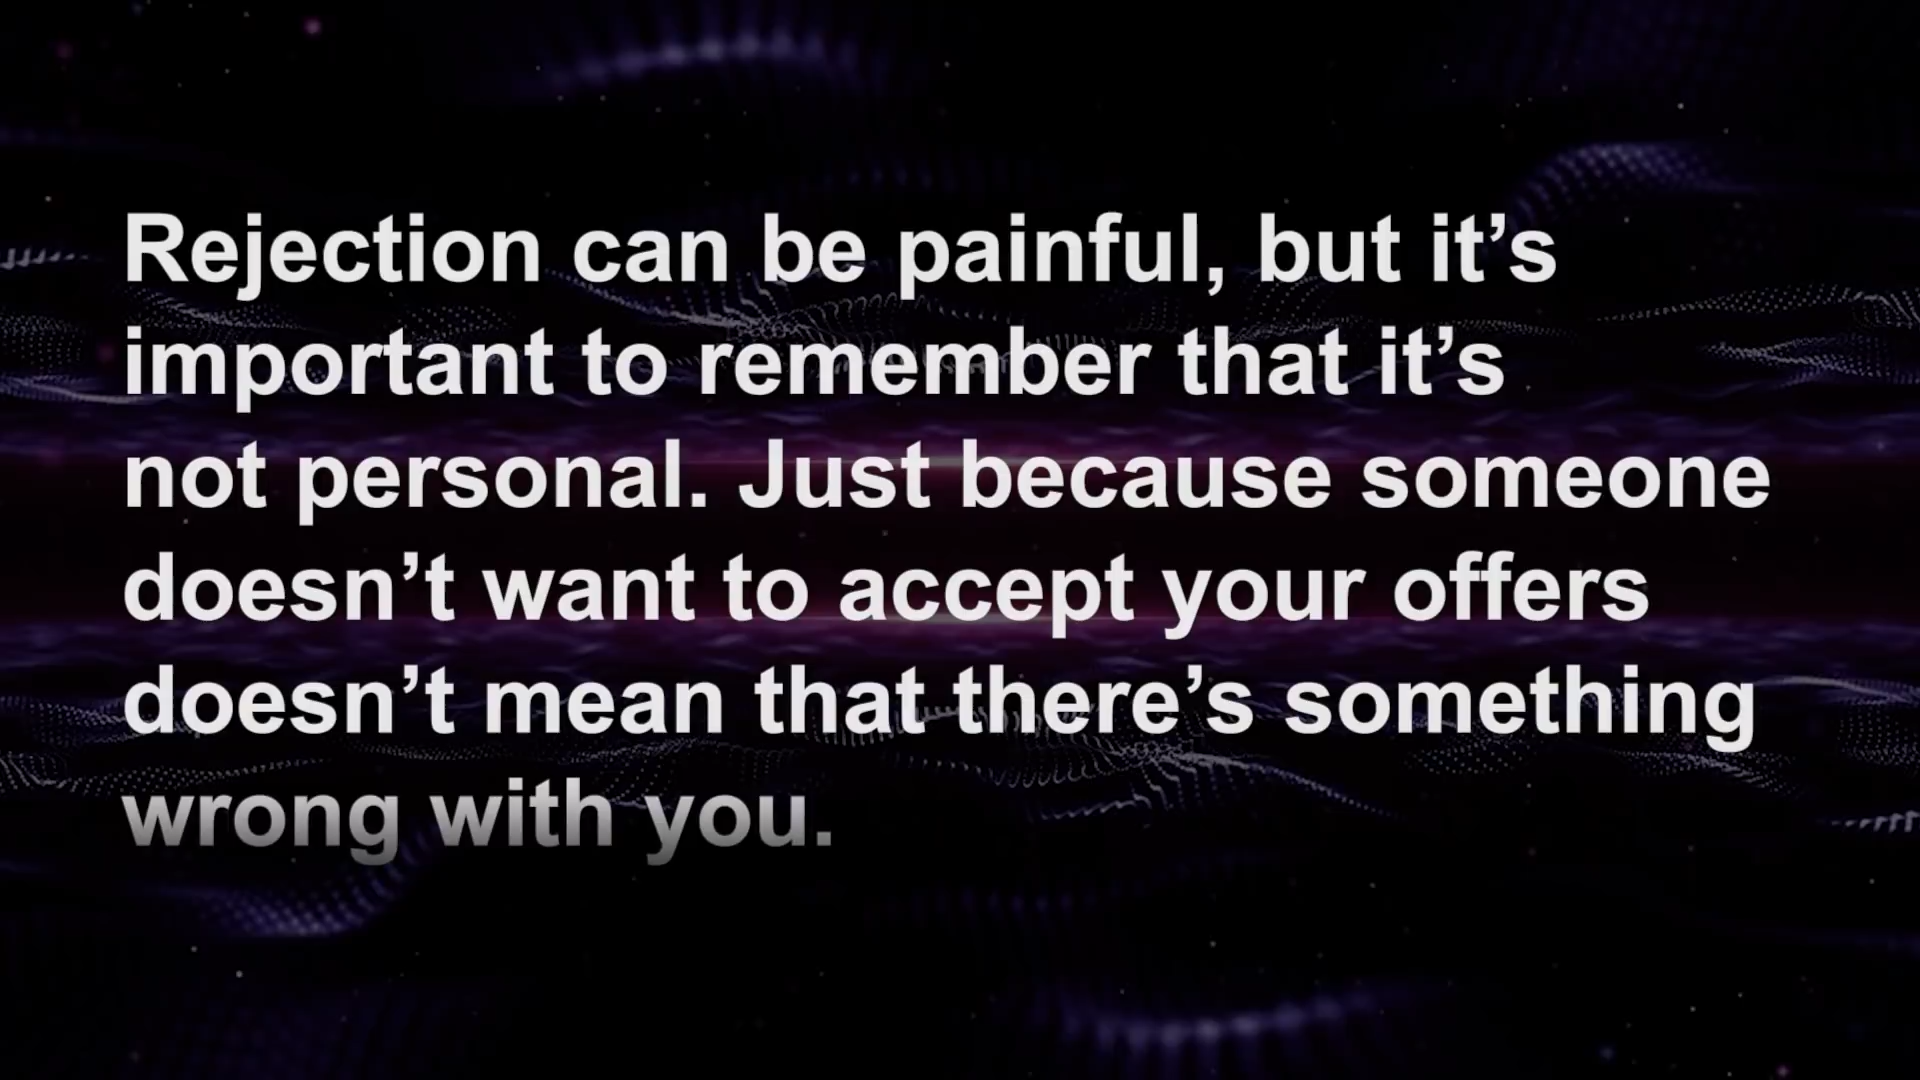 Rejection can be painful, but it’s
important to remember that it’s
not personal. Just because someone
doesn’t want to accept your offers
doesn’t mean that there’s something
wrong with you.